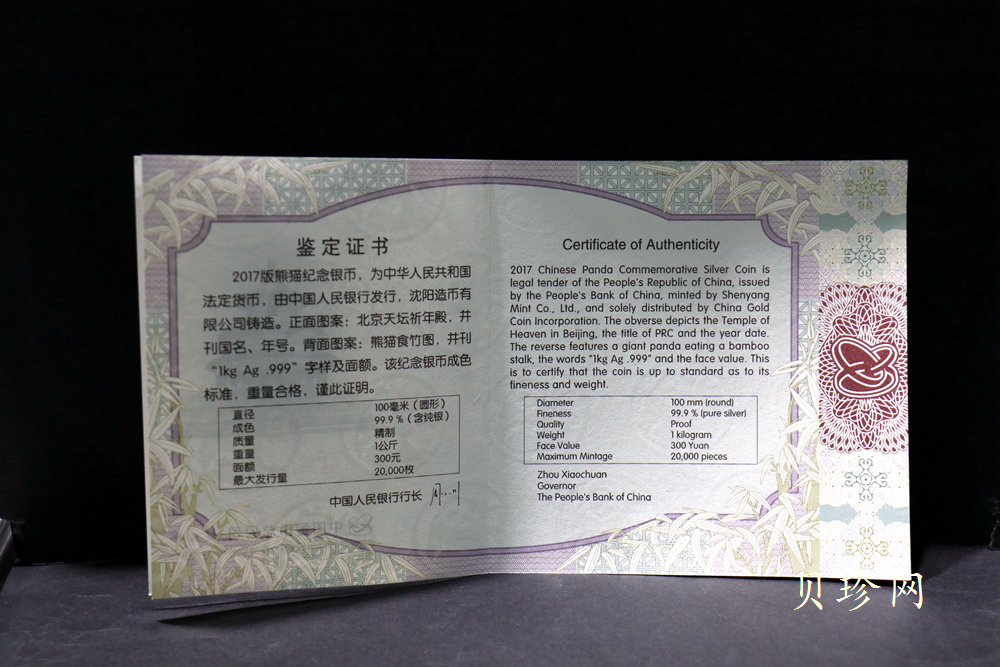 鉴定证书
2017版熊猫纪念银币，为中华人民共和国
法定货币，由中国人民银行发行，沈阳造币有
限公司铸造。正面图案：北京天坛祈年殿，并
刊国名、年号。背面图案：熊猫食竹图，并刊
“1kg Ag .999”字样及面额。该纪念银币成色
标准，重量合格，谨此证明。
直径 100毫米（圆形）
成色 99.9％（含纯银）
质量 精制
重量 1公斤
面额 300元
最大发行量 20,000枚
中国人民银行行长
Certificate of Authenticity
2017 Chinese Panda Commemorative Silver Coin is
legal tender of the People's Republic of China, issued
by the People's Bank of China, minted by Shenyang
Mint Co., Ltd., and solely distributed by China Gold
Coin Incorporation. The obverse depicts the Temple of
Heaven in Beijing, the title of PRC and the year date.
The reverse features a giant panda eating a bamboo
stalk, the words "1kg Ag .999" and the face value. This
is to certify that the coin is up to standard as to its
fineness and weight.
Diameter 100 mm (round)
Fineness 99.9 % (pure silver)
Quality Proof
Weight 1 kilogram
Face Value 300 Yuan
Maximum Mintage 20,000 pieces
Zhou Xiaochuan
Governor
The People's Bank of China
贝珍网